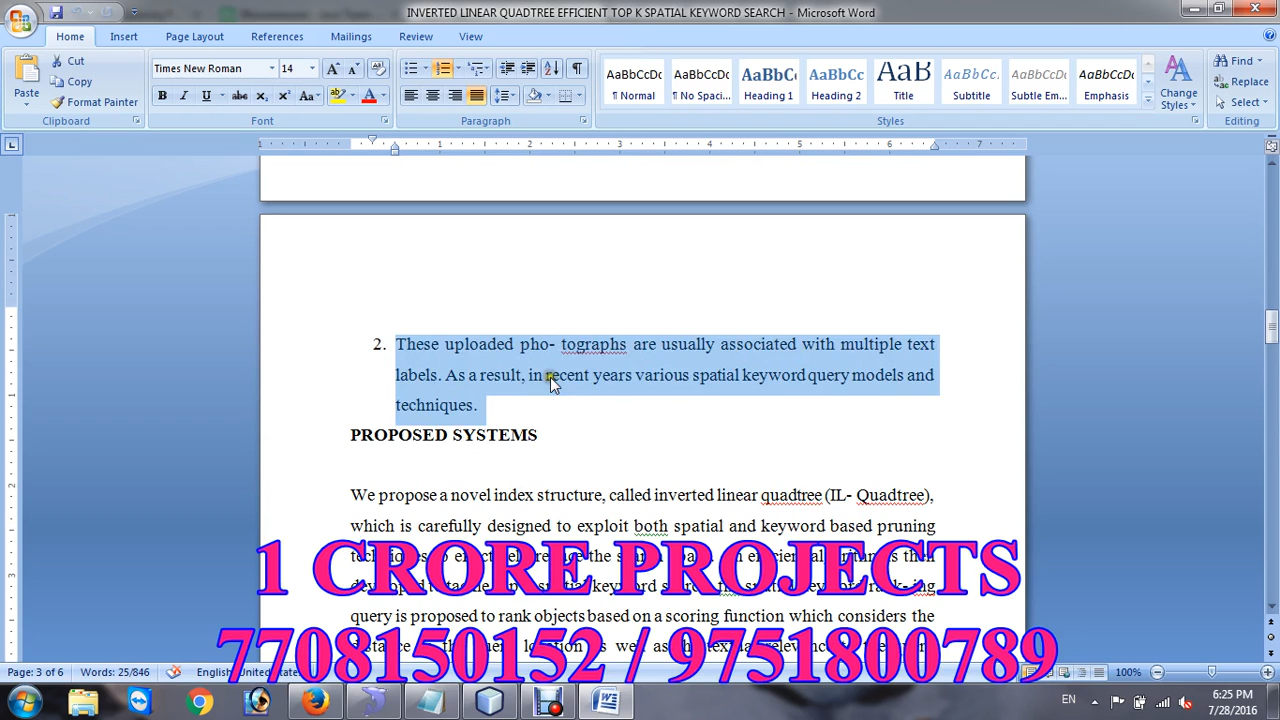 INVERTED LINEAR QUADTREE EFFICIENT TOP K SPATIAL KEYWORD SEARCH - Microsoft Word
Home Insert Page Layout References Mailings Review View
Paste
Cut
Copy
Format Painter
Clipboard
Times New Roman 14
Font
Paragraph
AaBbCcDc AaBbCcDc AaBbCc AaBbCc AaB AaBbCcL AaBbCcDc AaBbCcDc
¶ Normal ¶ No Spaci... Heading 1 Heading 2 Title Subtitle Subtle Em... Emphasis
Change Styles
Styles
Find
Replace
Select
Editing
2. These uploaded pho- tographs are usually associated with multiple text
labels. As a result, in recent years various spatial keyword query models and
techniques.
PROPOSED SYSTEMS
We propose a novel index structure, called inverted linear quadtree (IL- Quadtree),
which is carefully designed to exploit both spatial and keyword based pruning
1 CRORE PROJECTS
query is proposed to rank objects based on a scoring function which considers the
7708150152 / 9751800789
Page: 3 of 6 Words: 25/846 English 100%
EN 6:25 PM
7/28/2016